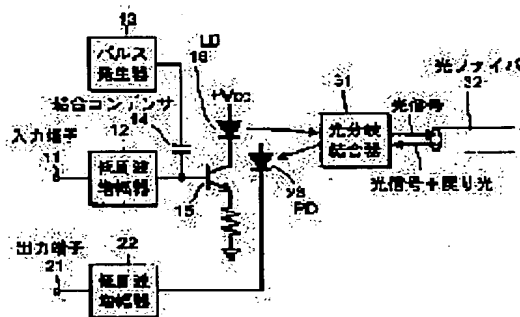 13
パルス
発生器
LD
16
+Vcc
結合コンデンサ
14
入力端子
11
12
低周波
増幅器
15
31
光分岐
結合器
光ファイバ
32
光信号
光信号+戻り光
PD
出力端子
21
22
低周波
増幅器